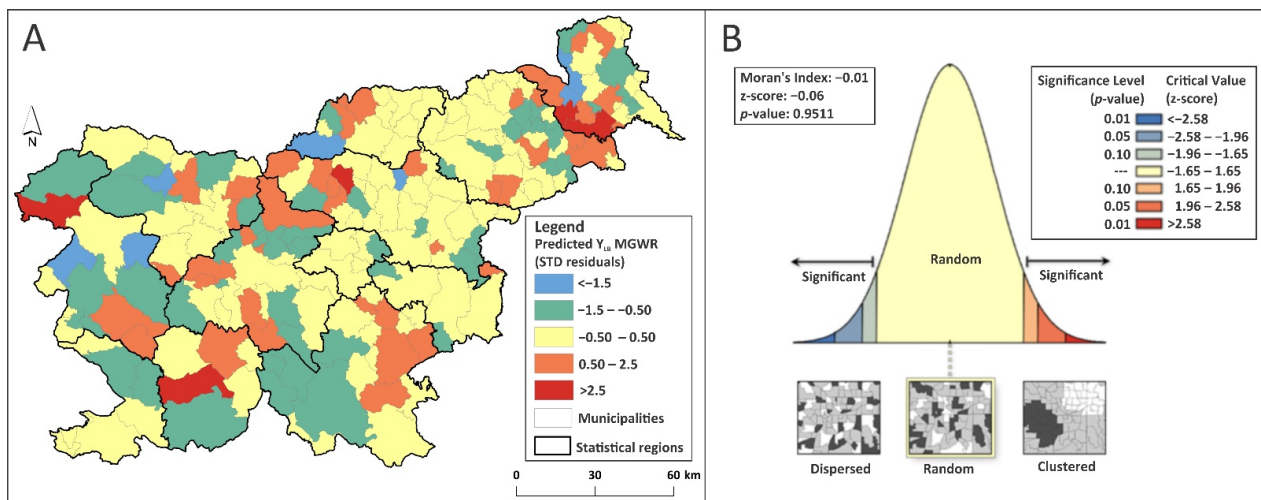 A
N
Legend
Predicted Y_LB MGWR
(STD residuals)
<−1.5
−1.5 – −0.50
−0.50 – 0.50
0.50 – 2.5
>2.5
Municipalities
Statistical regions
0 30 60 km
B
Moran's Index: −0.01
z-score: −0.06
p-value: 0.9511
Significance Level Critical Value
(p-value) (z-score)
0.01 <−2.58
0.05 −2.58 – −1.96
0.10 −1.96 – −1.65
--- −1.65 – 1.65
0.10 1.65 – 1.96
0.05 1.96 – 2.58
0.01 >2.58
Significant
Random
Significant
Dispersed
Random
Clustered